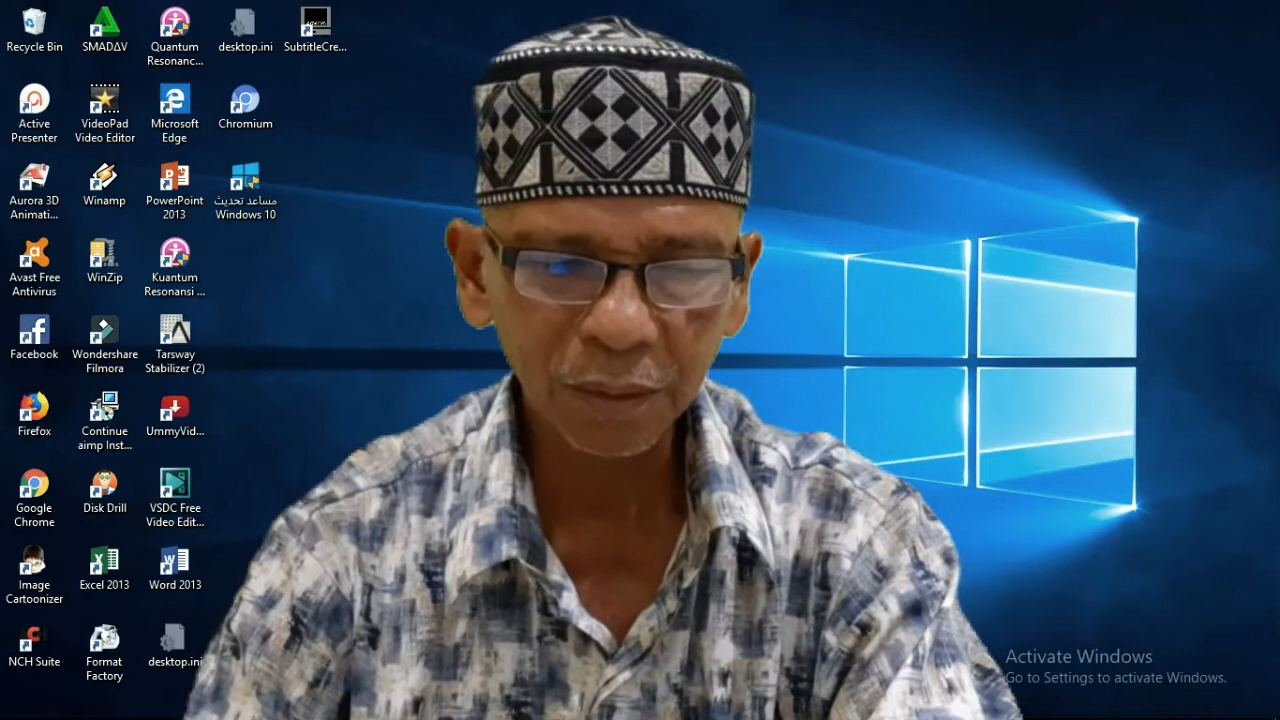 Recycle Bin
SMADΔV
Quantum
Resonanc...
desktop.ini
SubtitleCre...
Active
Presenter
VideoPad
Video Editor
Microsoft
Edge
Chromium
Aurora 3D
Animati...
Winamp
PowerPoint
2013
مساعد تحديث
Windows 10
Avast Free
Antivirus
WinZip
Kuantum
Resonansi ...
Facebook
Wondershare
Filmora
Tarsway
Stabilizer (2)
Firefox
Continue
aimp Inst...
UmmyVid...
Google
Chrome
Disk Drill
VSDC Free
Video Edit...
Image
Cartoonizer
Excel 2013
Word 2013
NCH Suite
Format
Factory
desktop.ini
Activate Windows
Go to Settings to activate Windows.